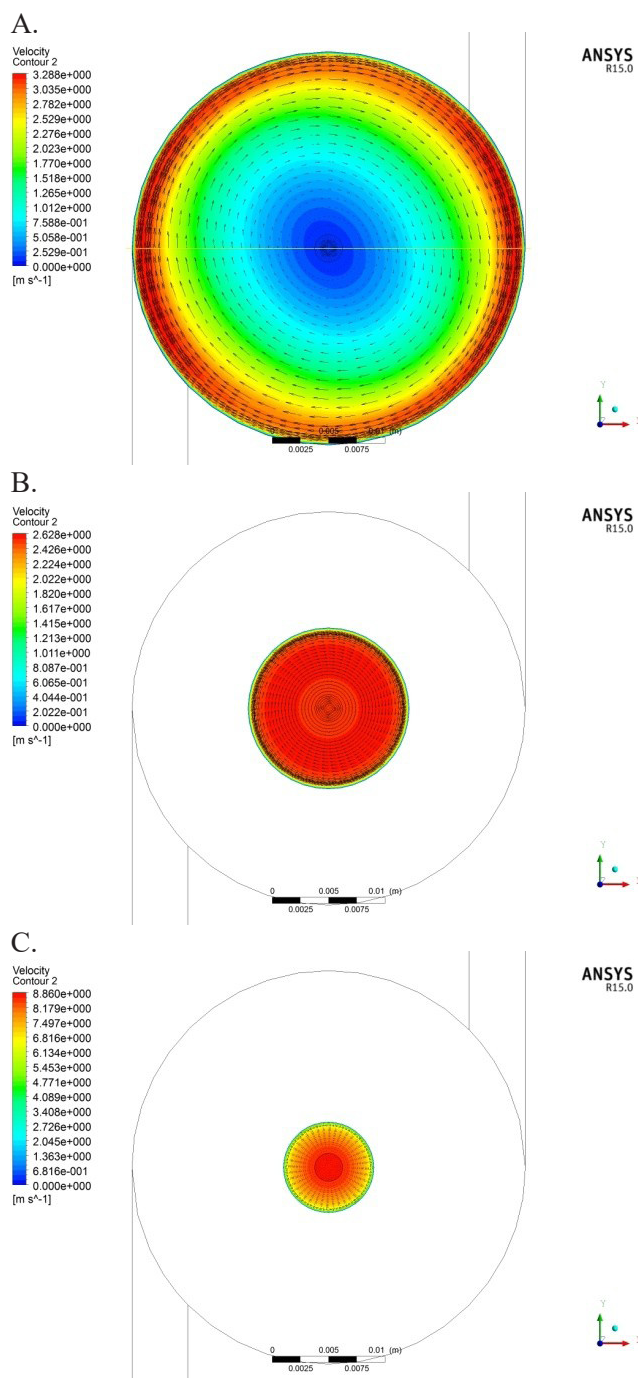 A.
Velocity
Contour 2
3.288e+000
3.035e+000
2.782e+000
2.529e+000
2.276e+000
2.023e+000
1.770e+000
1.518e+000
1.265e+000
1.012e+000
7.588e-001
5.058e-001
2.529e-001
0.000e+000
[m s^-1]
ANSYS
R15.0
Y
X
0 0.005 0.01 (m)
0.0025 0.0075
B.
Velocity
Contour 2
2.628e+000
2.426e+000
2.224e+000
2.022e+000
1.820e+000
1.617e+000
1.415e+000
1.213e+000
1.011e+000
8.087e-001
6.065e-001
4.044e-001
2.022e-001
0.000e+000
[m s^-1]
ANSYS
R15.0
Y
X
0 0.005 0.01 (m)
0.0025 0.0075
C.
Velocity
Contour 2
8.860e+000
8.179e+000
7.497e+000
6.816e+000
6.134e+000
5.453e+000
4.771e+000
4.089e+000
3.408e+000
2.726e+000
2.045e+000
1.363e+000
6.816e-001
0.000e+000
[m s^-1]
ANSYS
R15.0
Y
X
0 0.005 0.01 (m)
0.0025 0.0075